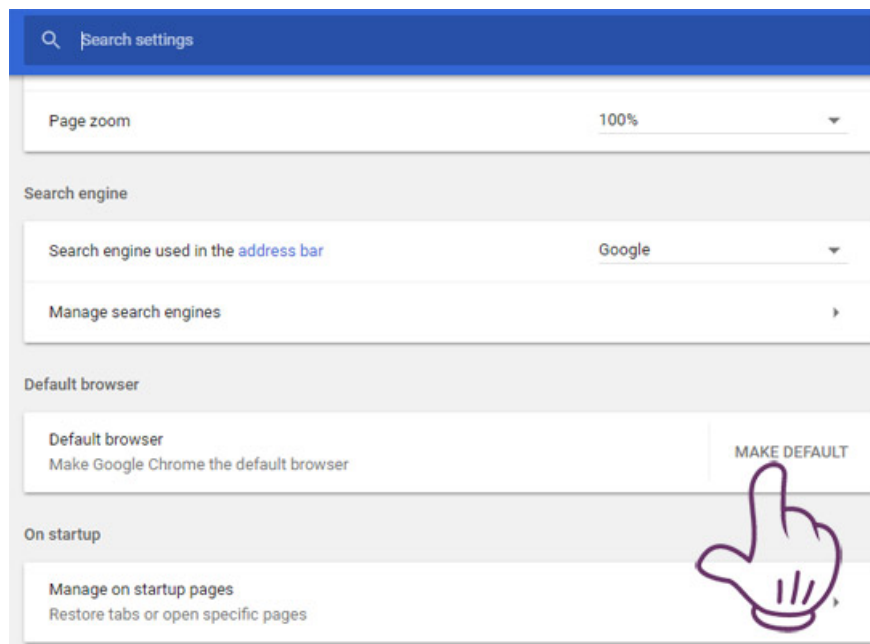 Search settings
Page zoom 100%
Search engine
Search engine used in the address bar Google
Manage search engines
Default browser
Default browser
Make Google Chrome the default browser
MAKE DEFAULT
On startup
Manage on startup pages
Restore tabs or open specific pages